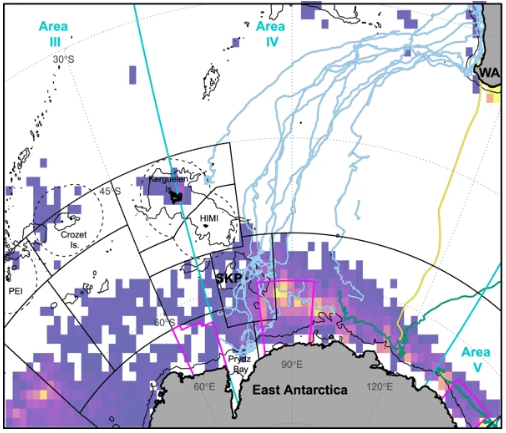 Area
III
Area
IV
30°S
WA
Kerguelen
Is.
45°S
HIMI
Crozet
Is.
PEI
SKP
60°S
Prydz
Bay
90°E
Area
V
60°E
East Antarctica
120°E